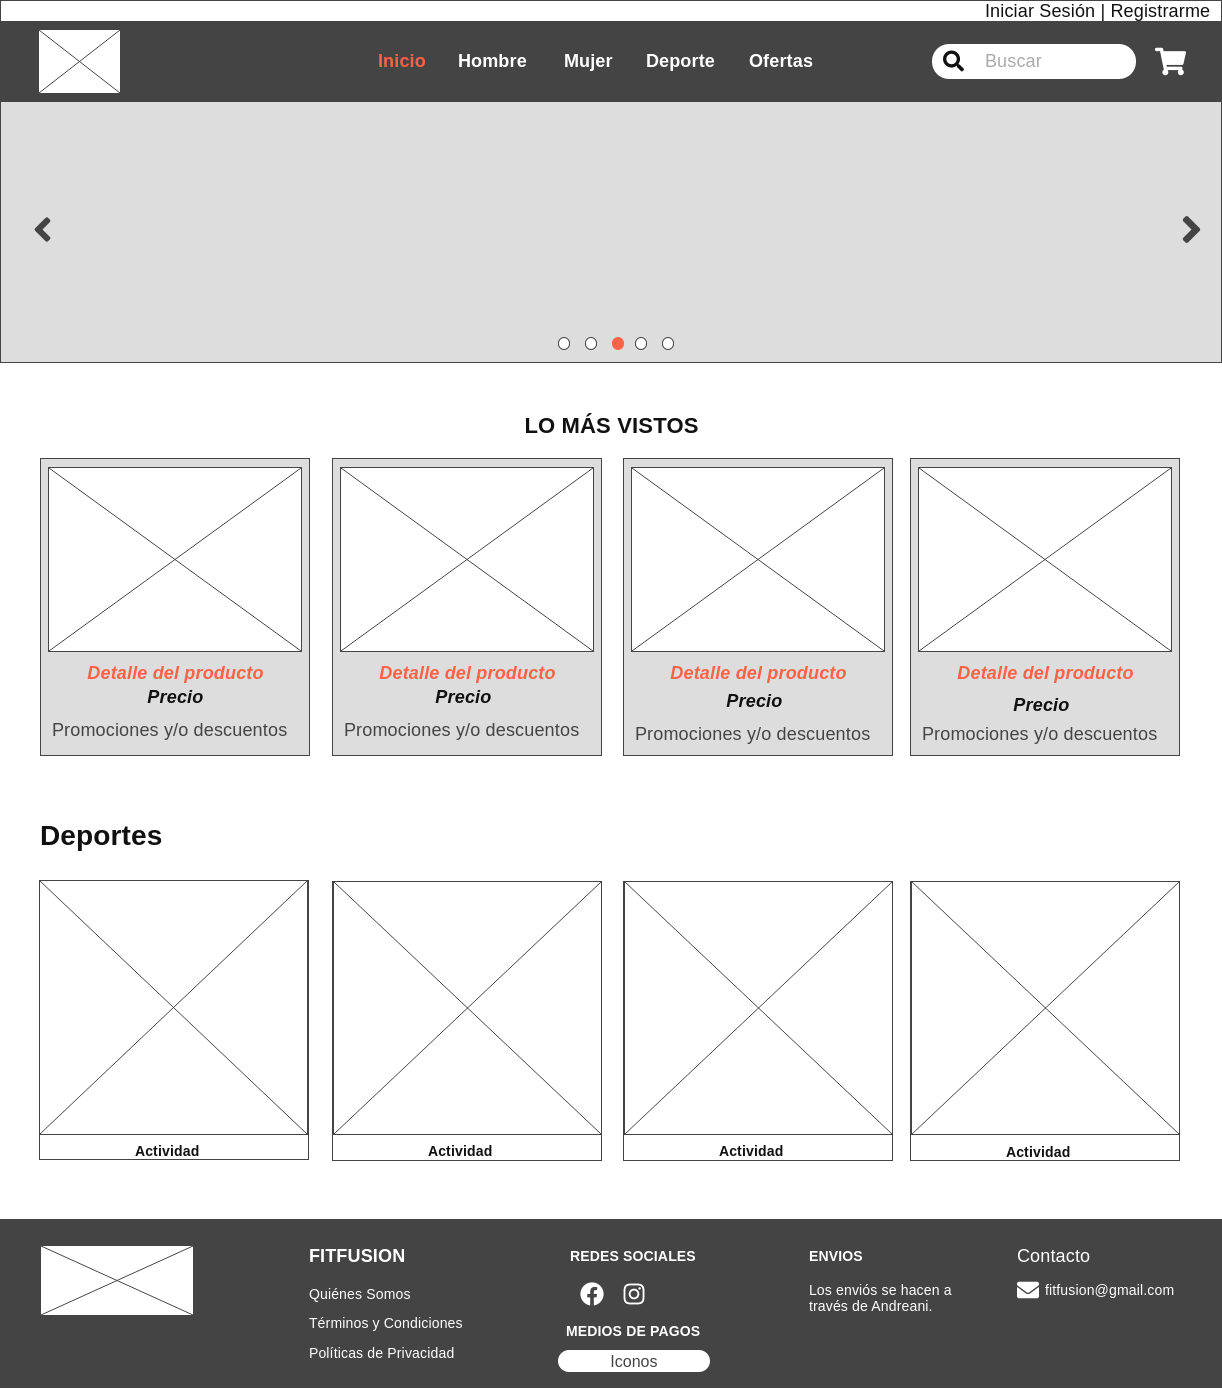 Iniciar Sesión | Registrarme
Inicio Hombre Mujer Deporte Ofertas Buscar
LO MÁS VISTOS
Detalle del producto
Precio
Promociones y/o descuentos
Detalle del producto
Precio
Promociones y/o descuentos
Detalle del producto
Precio
Promociones y/o descuentos
Detalle del producto
Precio
Promociones y/o descuentos
Deportes
Actividad
Actividad
Actividad
Actividad
FITFUSION
Quiénes Somos
Términos y Condiciones
Políticas de Privacidad
REDES SOCIALES
MEDIOS DE PAGOS
Iconos
ENVIOS
Los enviós se hacen a
través de Andreani.
Contacto
fitfusion@gmail.com